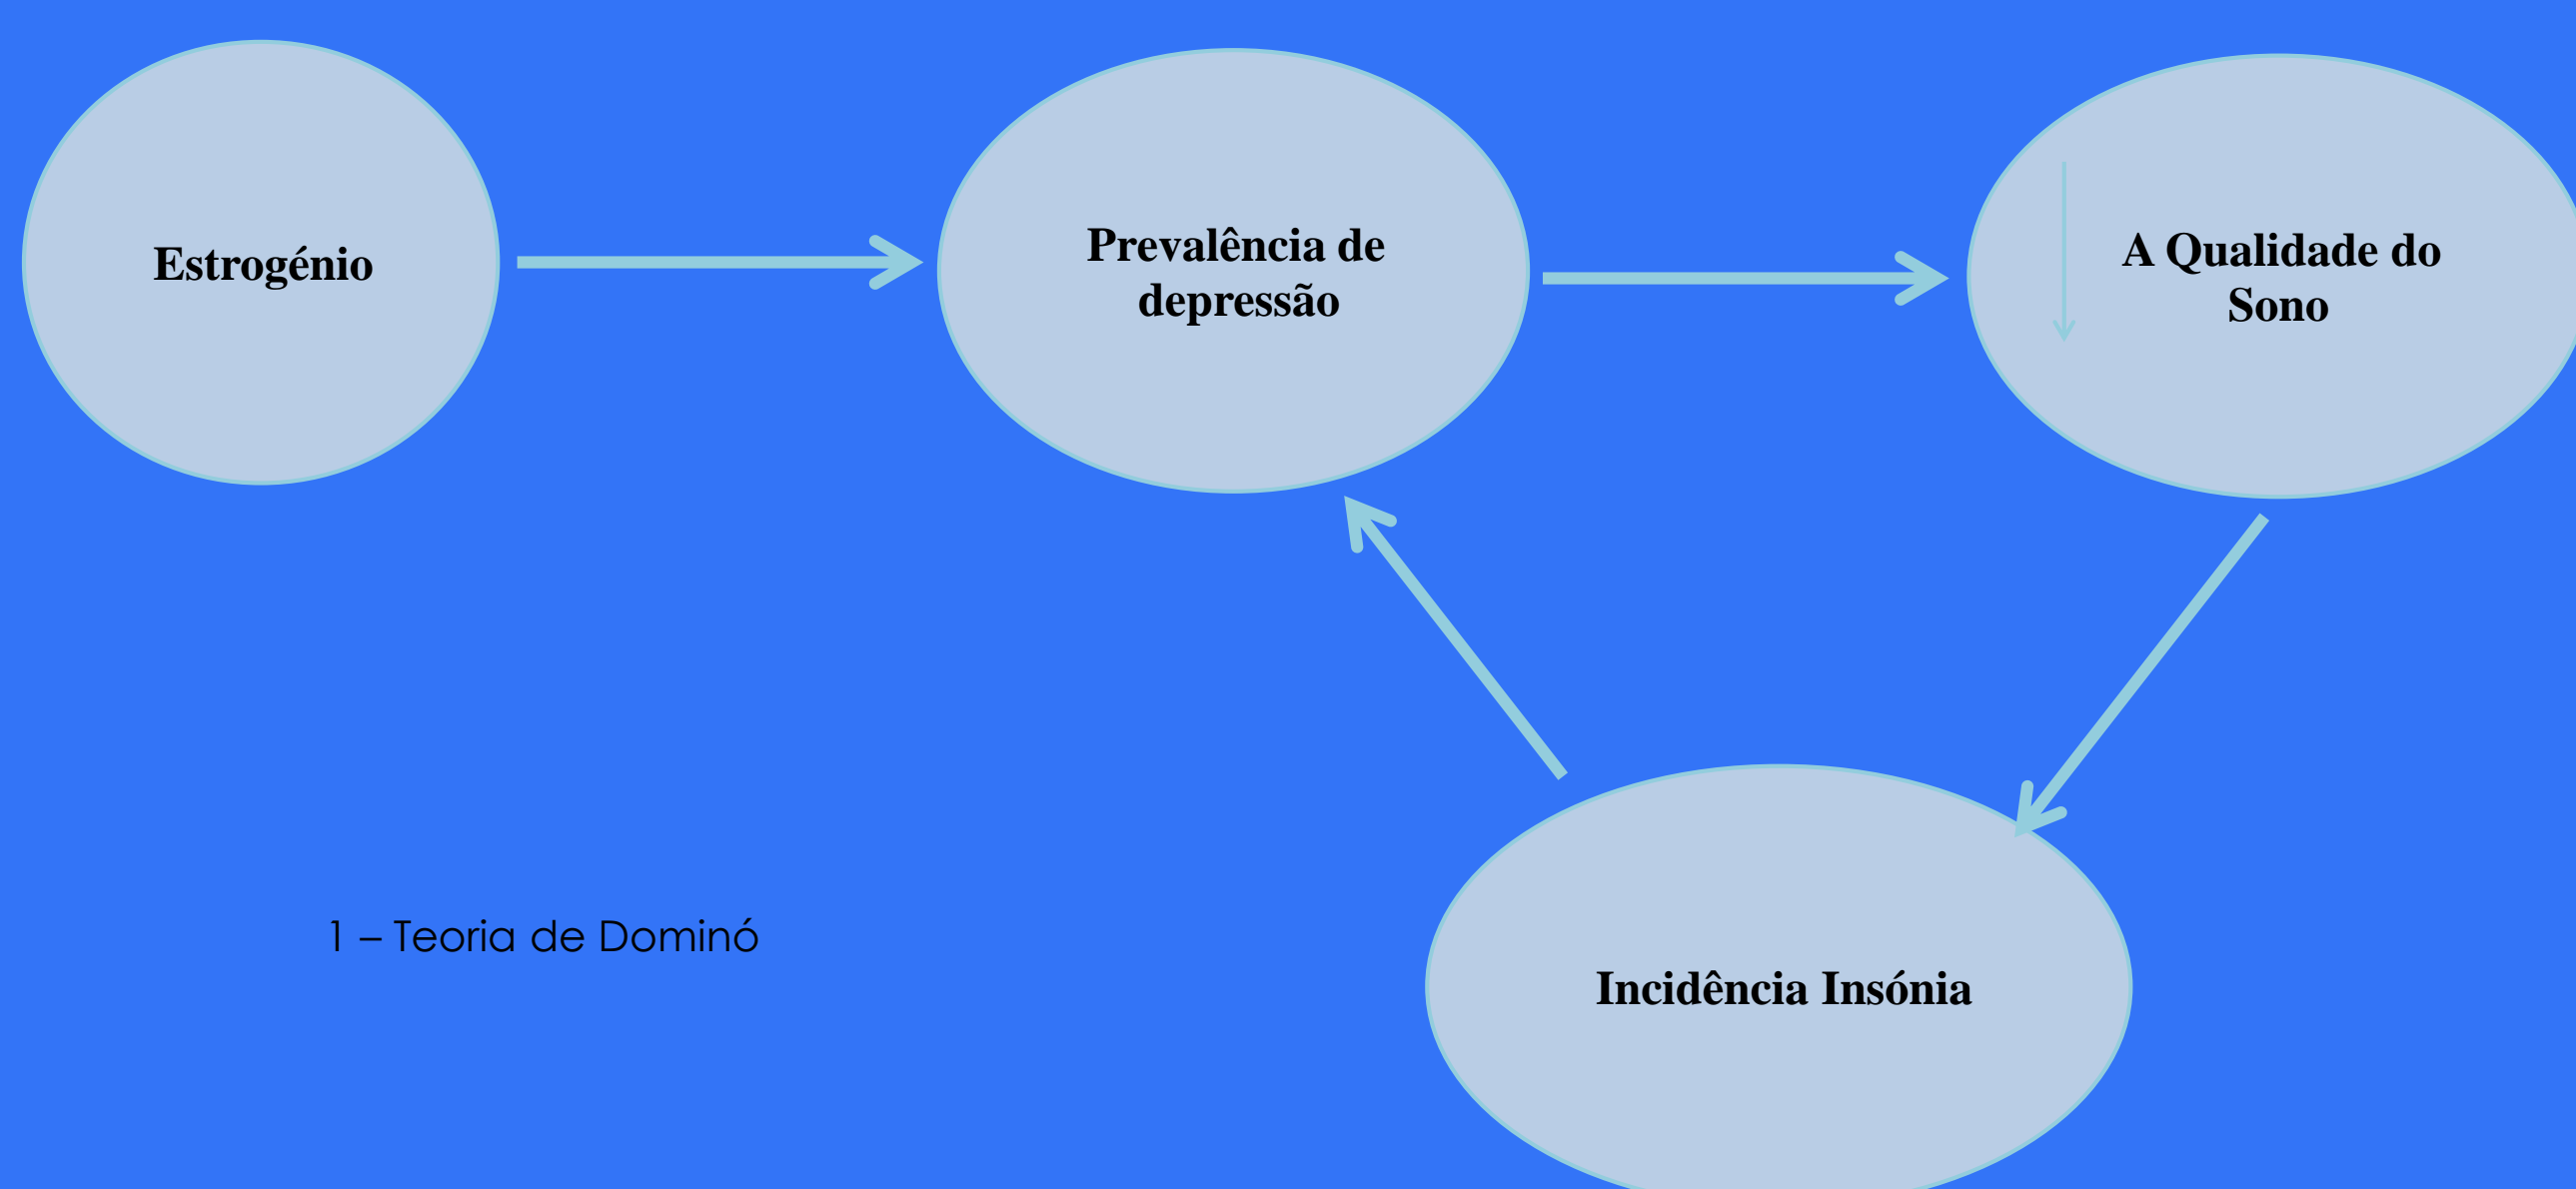 Estrogénio
Prevalência de
depressão
A Qualidade do
Sono
Incidência Insónia
1 – Teoria de Dominó